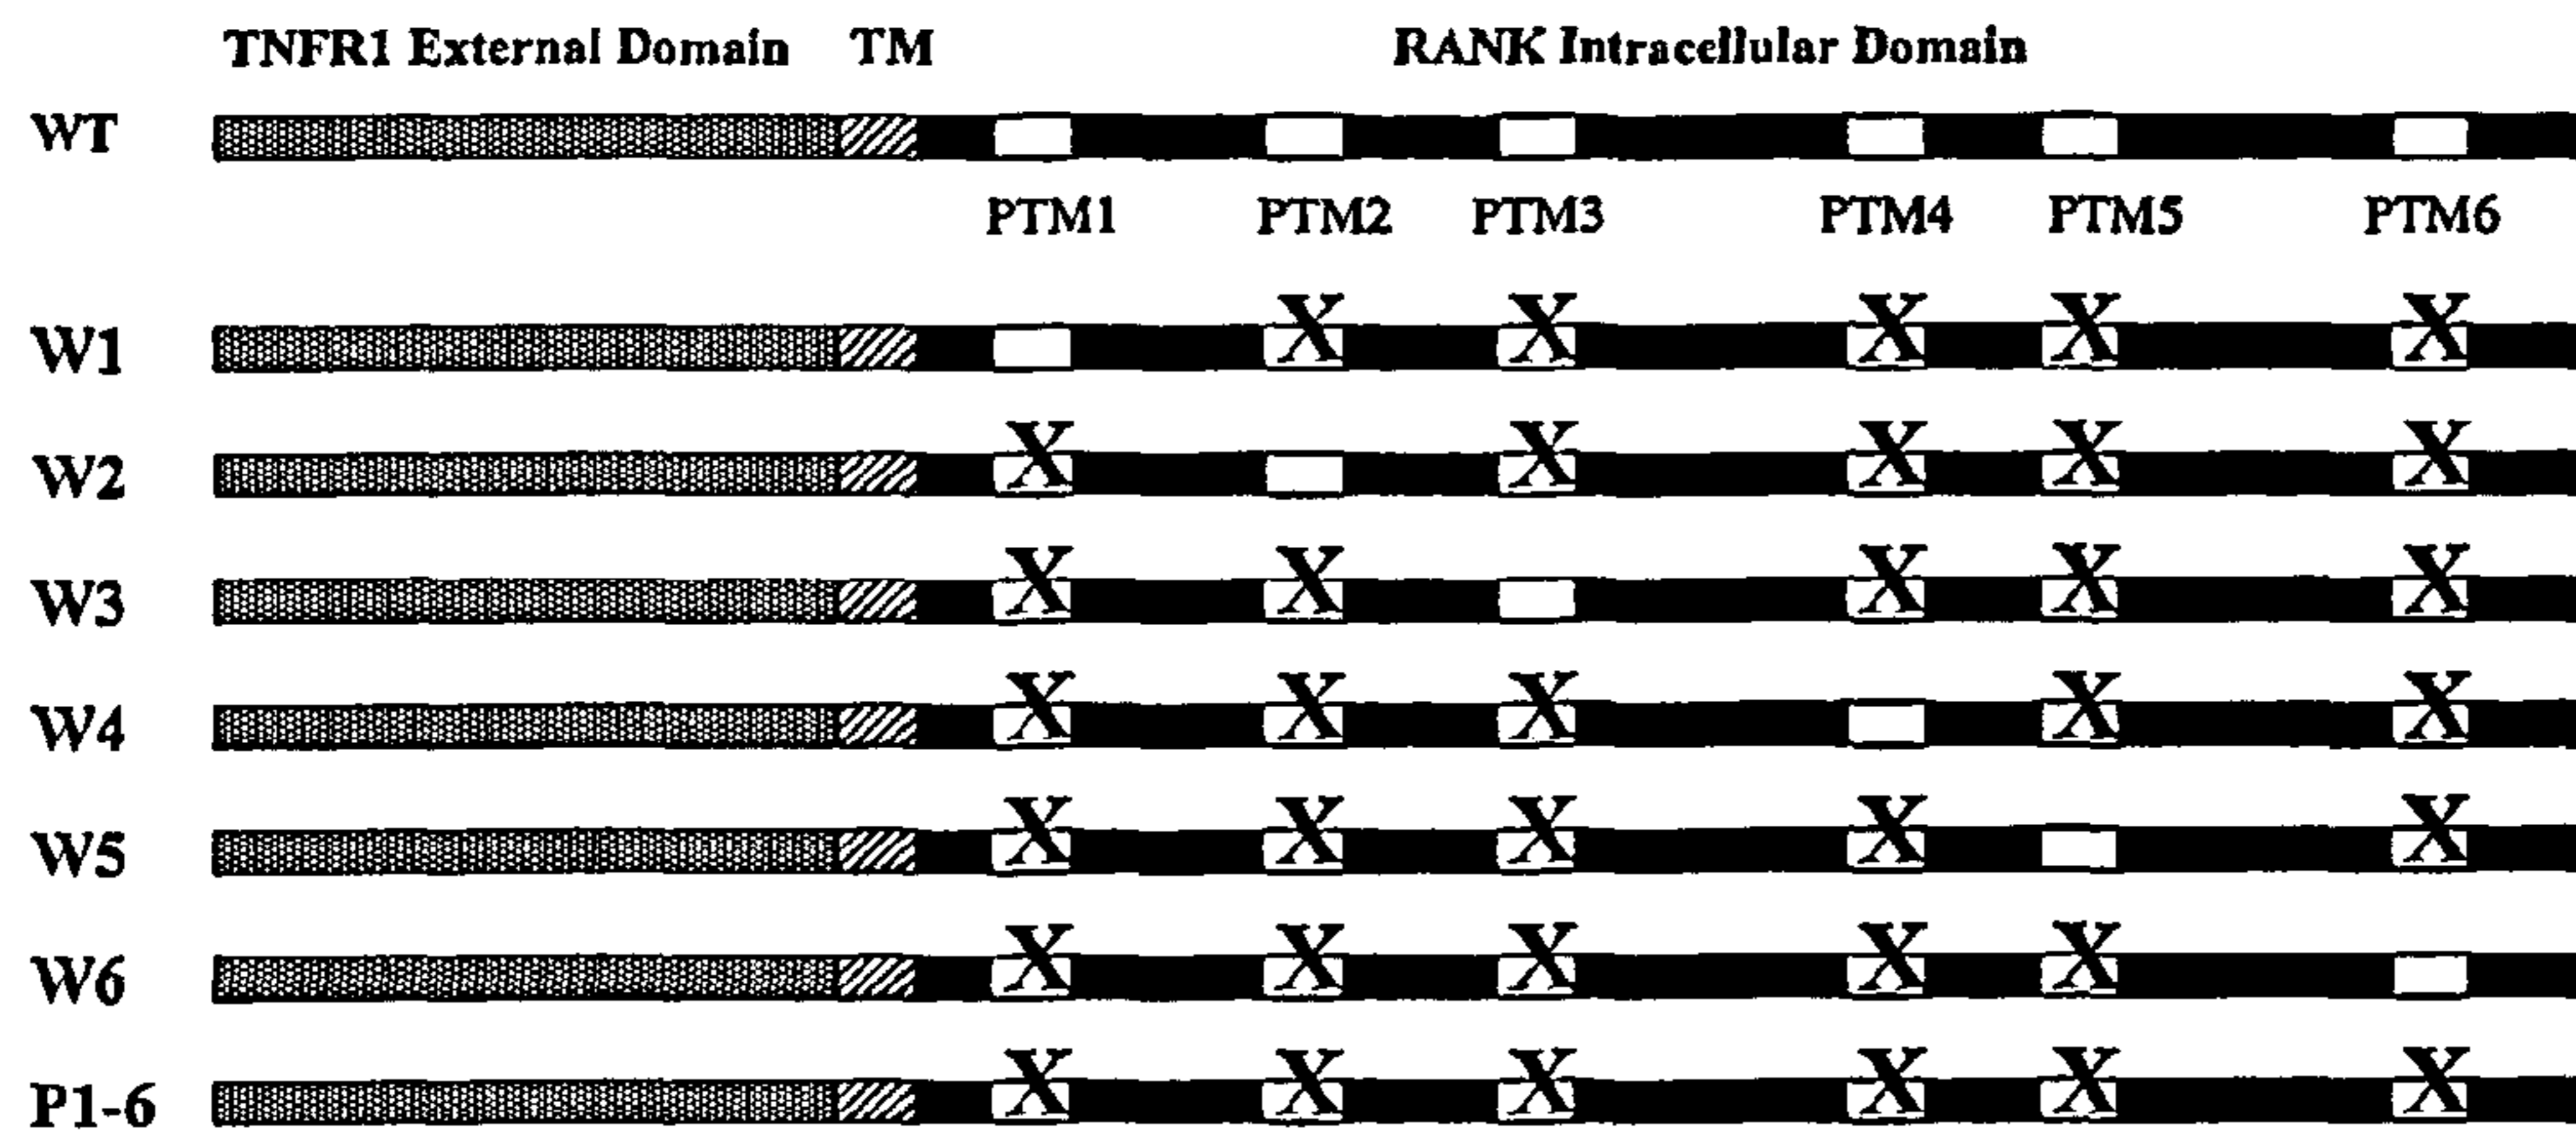 TNFR1 External Domain TM RANK Intracellular Domain
WT
PTM1 PTM2 PTM3 PTM4 PTM5 PTM6
W1 X X X X X
W2 X X X X X
W3 X X X X X
W4 X X X X X
W5 X X X X X
W6 X X X X X
P1-6 X X X X X X